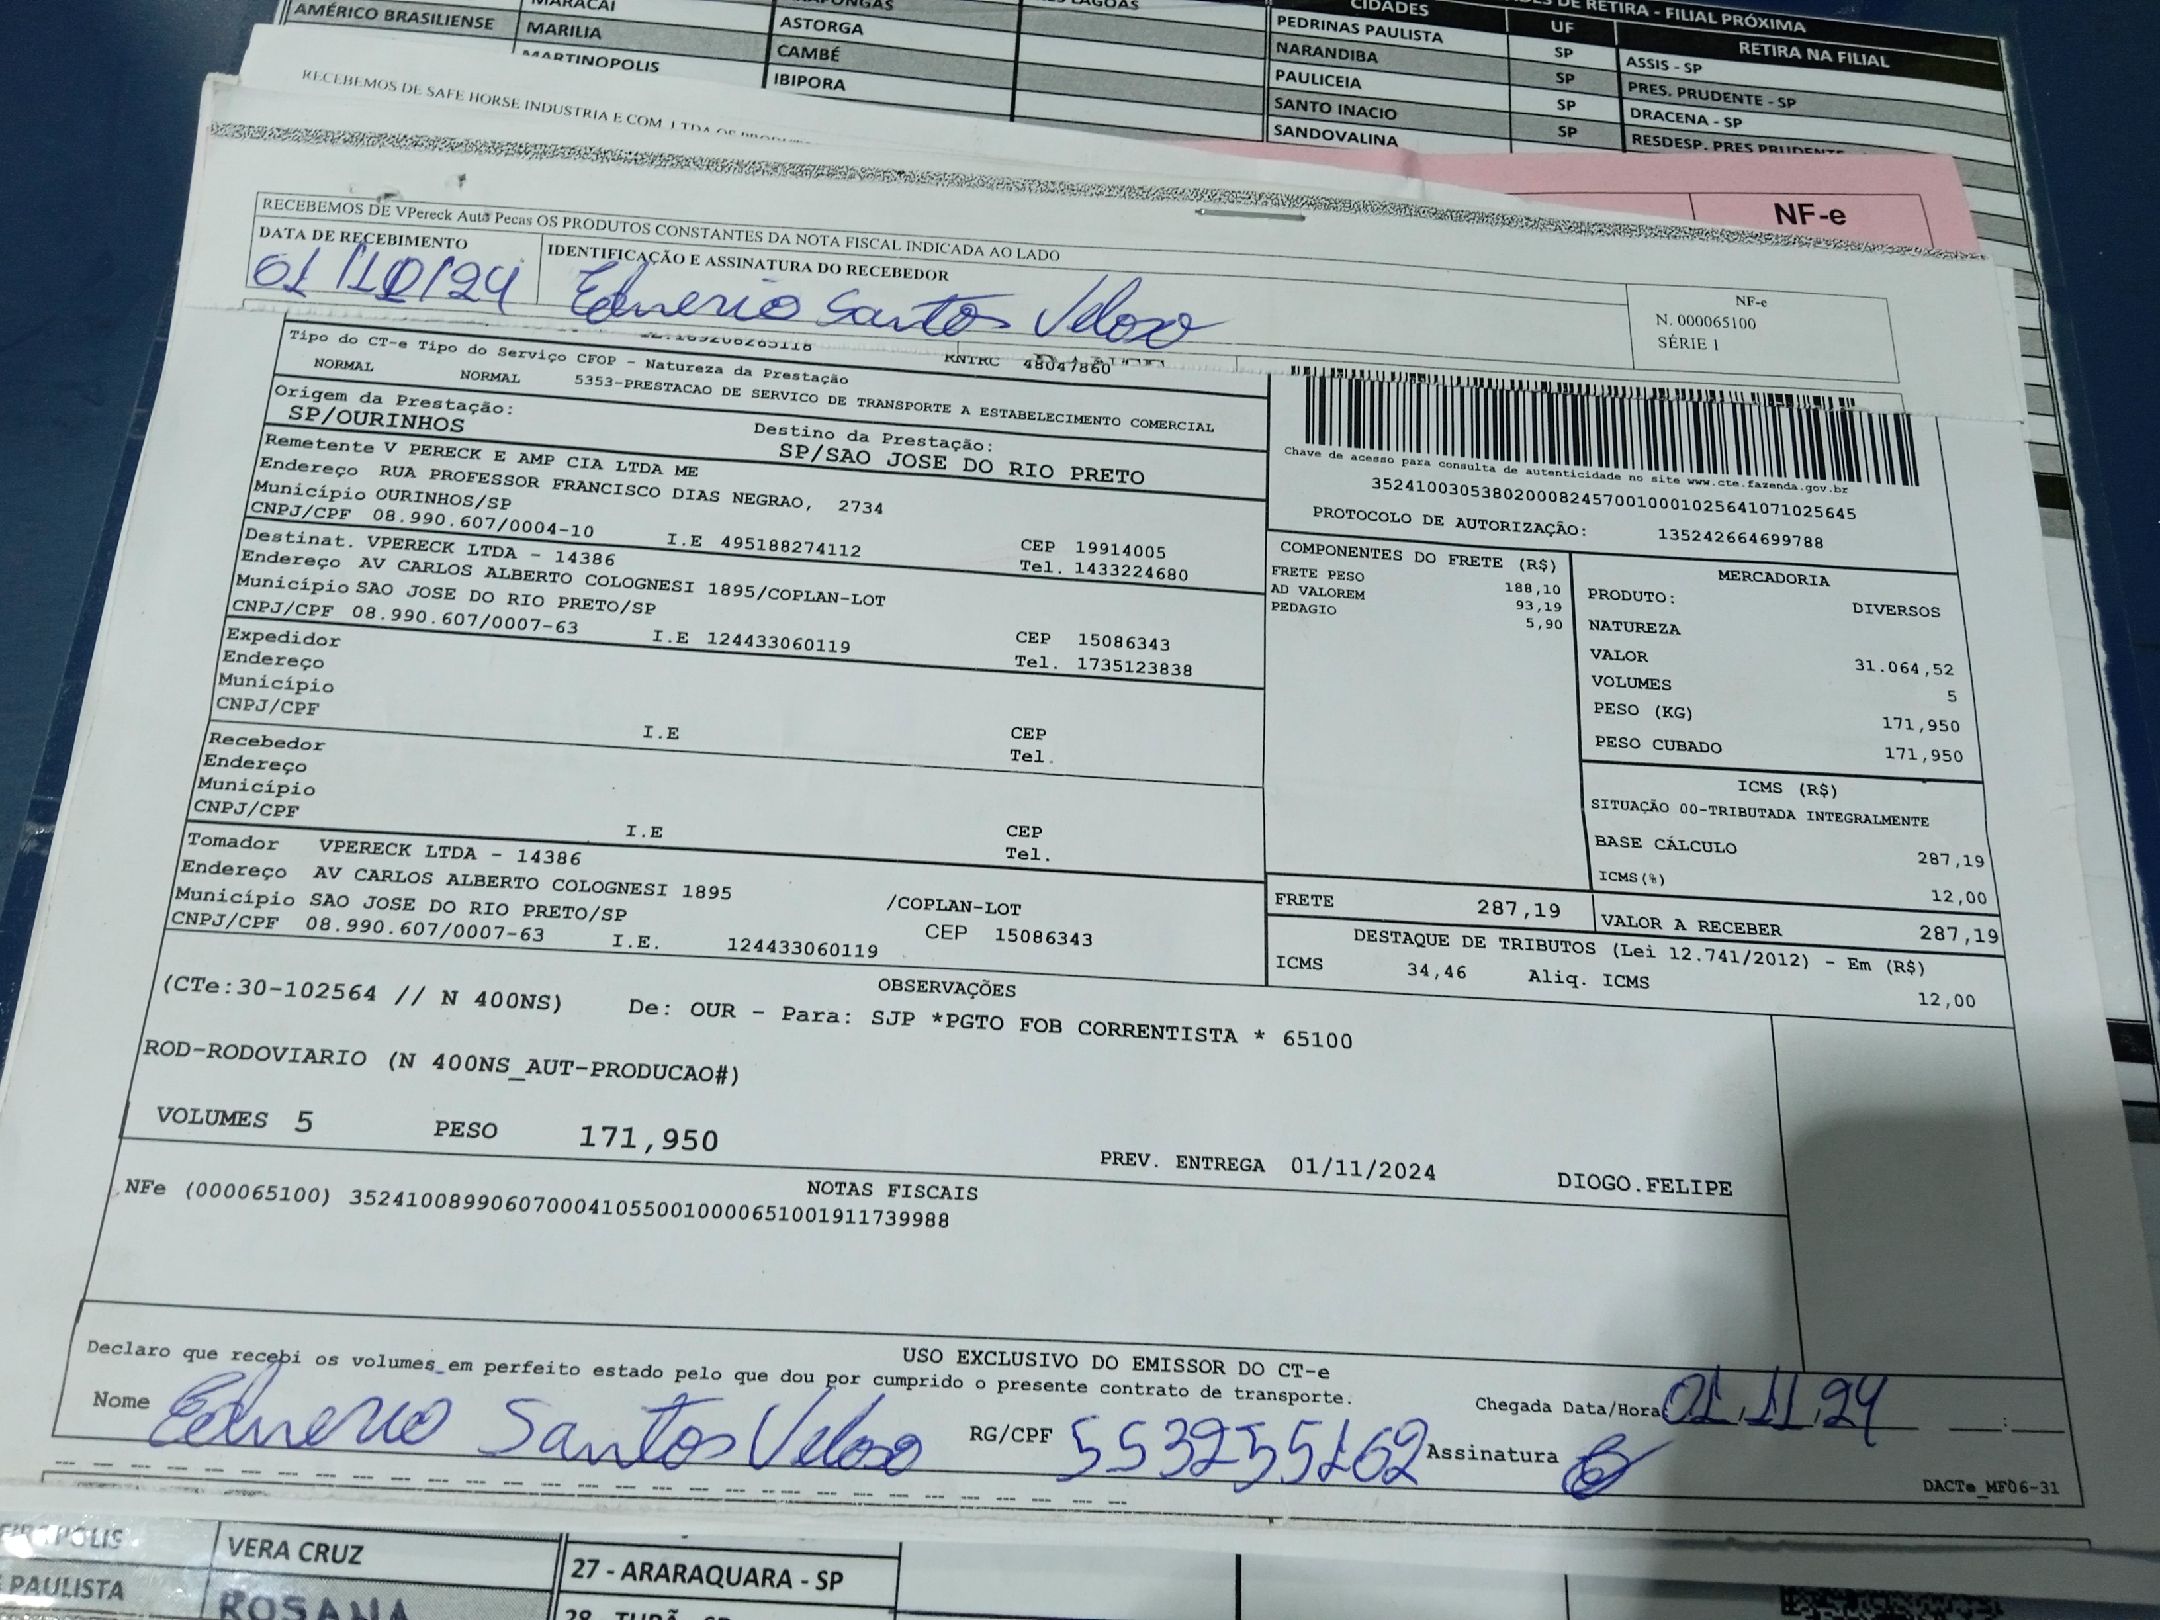 AMÉRICO BRASILIENSE
MARACAI
MARILIA
MARTINOPOLIS
ASTORGA
CAMBÉ
IBIPORA
CIDADES
PEDRINAS PAULISTA
NARANDIBA
PAULICEIA
SANTO INACIO
SANDOVALINA
UF
SP
SP
SP
SP
DE RETIRA - FILIAL PRÓXIMA
RETIRA NA FILIAL
ASSIS - SP
PRES. PRUDENTE - SP
DRACENA - SP
RESDESP. PRES PRUDENTE
RECEBEMOS DE SAFE HORSE INDUSTRIA E COM. LTDA OS
NF-e
RECEBEMOS DE VPereck Auto Pecas OS PRODUTOS CONSTANTES DA NOTA FISCAL INDICADA AO LADO
DATA DE RECEBIMENTO
IDENTIFICAÇÃO E ASSINATURA DO RECEBEDOR
Santos Veloso
NF-e
N. 000065100
SÉRIE 1
RNTRC 48047860
Tipo do CT-e Tipo do Serviço CFOP - Natureza da Prestação
NORMAL NORMAL 5353-PRESTACAO DE SERVICO DE TRANSPORTE A ESTABELECIMENTO COMERCIAL
Origem da Prestação: Destino da Prestação:
SP/OURINHOS SP/SAO JOSE DO RIO PRETO
Remetente V PERECK E AMP CIA LTDA ME
Endereço RUA PROFESSOR FRANCISCO DIAS NEGRAO, 2734
Município OURINHOS/SP CEP 19914005
CNPJ/CPF 08.990.607/0004-10 I.E 495188274112 Tel. 1433224680
Destinat. VPERECK LTDA - 14386
Endereço AV CARLOS ALBERTO COLOGNESI 1895/COPLAN-LOT
Município SAO JOSE DO RIO PRETO/SP CEP 15086343
CNPJ/CPF 08.990.607/0007-63 I.E 124433060119 Tel. 1735123838
Expedidor
Endereço
Município CEP
CNPJ/CPF I.E Tel.
Recebedor
Endereço
Município CEP
CNPJ/CPF I.E Tel.
Tomador VPERECK LTDA - 14386
Endereço AV CARLOS ALBERTO COLOGNESI 1895 /COPLAN-LOT
Município SAO JOSE DO RIO PRETO/SP CEP 15086343
CNPJ/CPF 08.990.607/0007-63 I.E. 124433060119
Chave de acesso para consulta de autenticidade no site www.cte.fazenda.gov.br
35241003053802000824570010001025641071025645
PROTOCOLO DE AUTORIZAÇÃO: 135242664699788
COMPONENTES DO FRETE (R$)
FRETE PESO 188,10
AD VALOREM 93,19
PEDAGIO 5,90
MERCADORIA
PRODUTO: DIVERSOS
NATUREZA
VALOR 31.064,52
VOLUMES 5
PESO (KG) 171,950
PESO CUBADO 171,950
ICMS (R$)
SITUAÇÃO 00-TRIBUTADA INTEGRALMENTE
BASE CÁLCULO 287,19
ICMS(%) 12,00
FRETE 287,19 VALOR A RECEBER 287,19
DESTAQUE DE TRIBUTOS (Lei 12.741/2012) - Em (R$)
ICMS 34,46 Aliq. ICMS 12,00
OBSERVAÇÕES
(CTe:30-102564 // N 400NS) De: OUR - Para: SJP *PGTO FOB CORRENTISTA * 65100
ROD-RODOVIARIO (N 400NS_AUT-PRODUCAO#)
VOLUMES 5 PESO 171,950 PREV. ENTREGA 01/11/2024 DIOGO.FELIPE
NOTAS FISCAIS
NFe (000065100) 35241008990607000410550010000651001911739988
USO EXCLUSIVO DO EMISSOR DO CT-e
Declaro que recebi os volumes em perfeito estado pelo que dou por cumprido o presente contrato de transporte.
Chegada Data/Hora: 01.11.24
Nome Santos Veloso RG/CPF 553255162 Assinatura
DACTe_MF06-31
VERA CRUZ
27 - ARARAQUARA - SP
PAULISTA
ROSANA